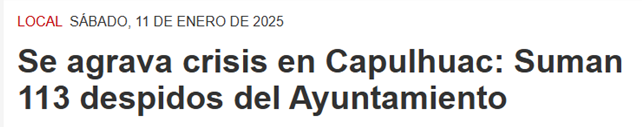 LOCAL SÁBADO, 11 DE ENERO DE 2025
Se agrava crisis en Capulhuac: Suman
113 despidos del Ayuntamiento